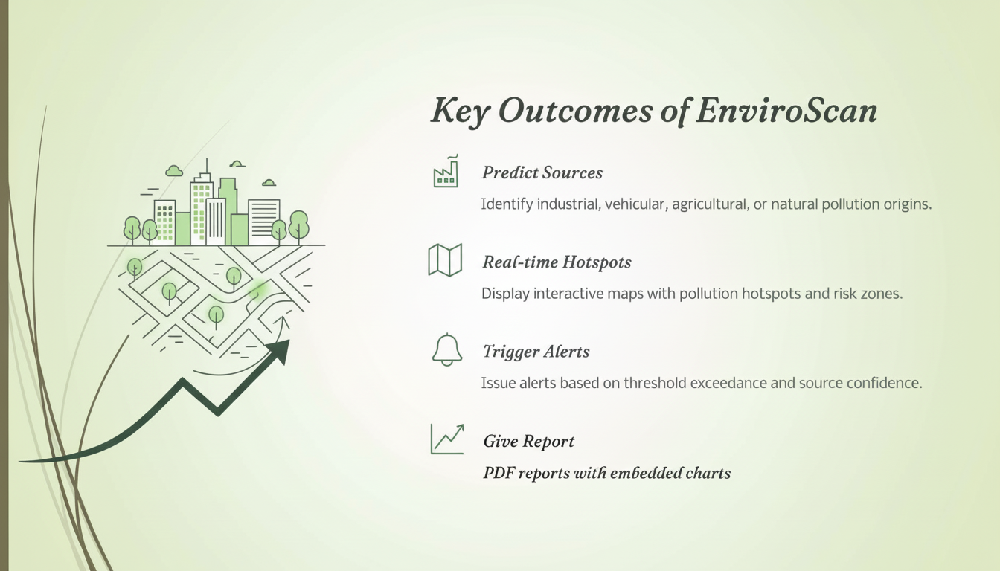 Key Outcomes of EnviroScan
Predict Sources
Identify industrial, vehicular, agricultural, or natural pollution origins.
Real-time Hotspots
Display interactive maps with pollution hotspots and risk zones.
Trigger Alerts
Issue alerts based on threshold exceedance and source confidence.
Give Report
PDF reports with embedded charts